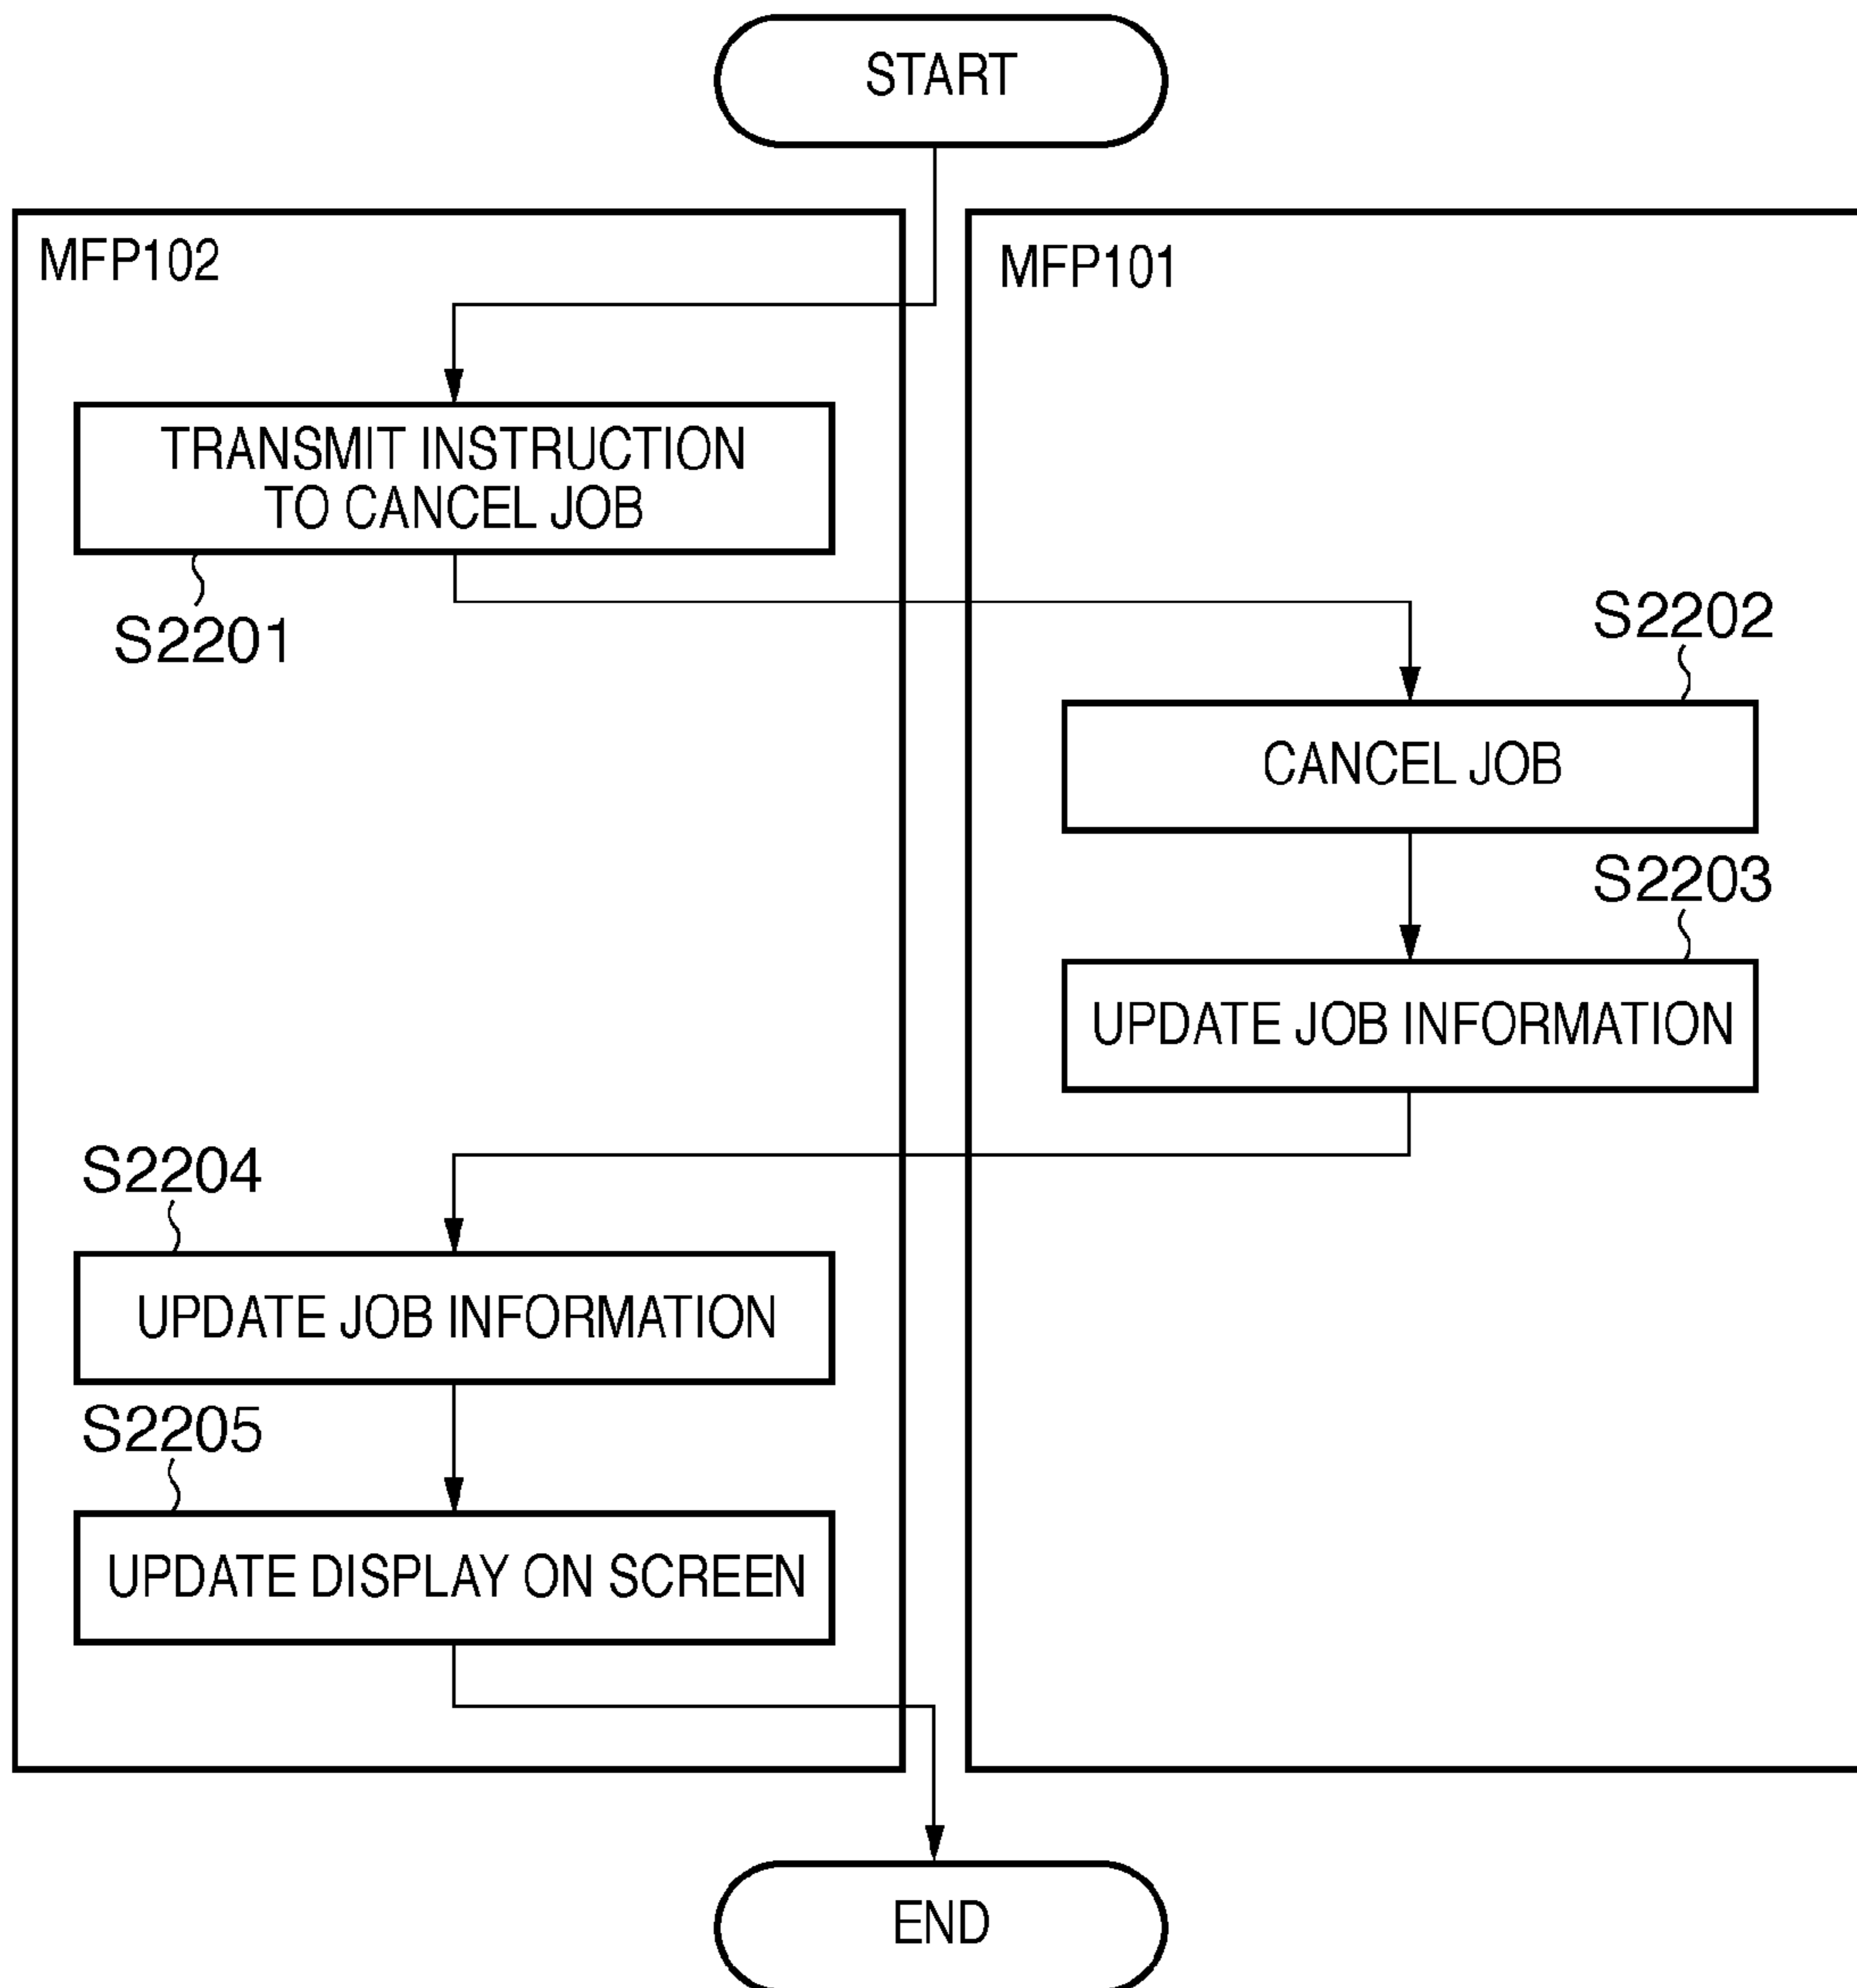 START
MFP102
MFP101
TRANSMIT INSTRUCTION
TO CANCEL JOB
S2201
S2202
CANCEL JOB
S2203
UPDATE JOB INFORMATION
S2204
UPDATE JOB INFORMATION
S2205
UPDATE DISPLAY ON SCREEN
END